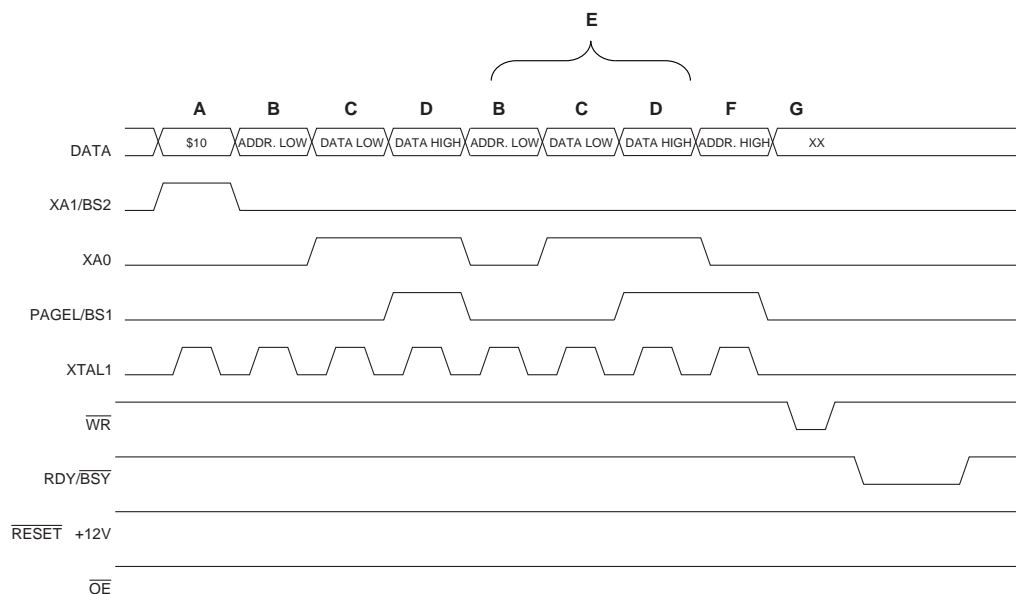 E
A B C D B C D F G
DATA $10 ADDR. LOW DATA LOW DATA HIGH ADDR. LOW DATA LOW DATA HIGH ADDR. HIGH XX
XA1/BS2
XA0
PAGEL/BS1
XTAL1
WR
RDY/BSY
RESET +12V
OE